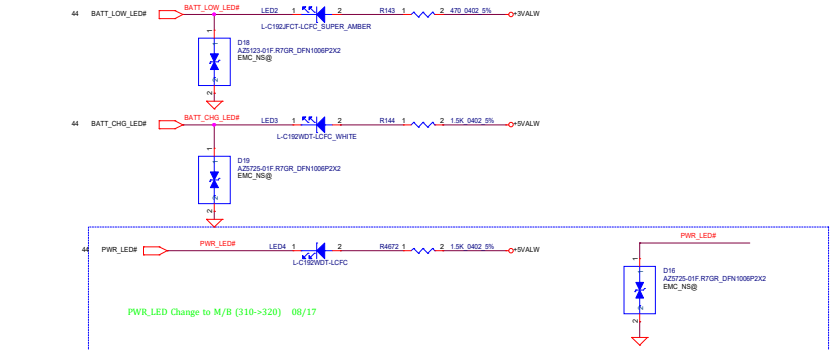 BATT_LOW_LED#
44 BATT_LOW_LED# LED2 1 2 R143 1 2 470_0402_5% +3VALW
L-C192JFCT-LCFC_SUPER_AMBER
1
D18
AZ5123-01F.R7GR_DFN1006P2X2
EMC_NS@
2
BATT_CHG_LED#
44 BATT_CHG_LED# LED3 1 2 R144 1 2 1.5K_0402_5% +5VALW
L-C192WDT-LCFC_WHITE
1
D19
AZ5725-01F.R7GR_DFN1006P2X2
EMC_NS@
2
PWR_LED#
44 PWR_LED# PWR_LED# LED4 1 2 R4672 1 2 1.5K_0402_5% +5VALW
L-C192WDT-LCFC
1
D16
AZ5725-01F.R7GR_DFN1006P2X2
EMC_NS@
2
PWR_LED Change to M/B (310->320) 08/17